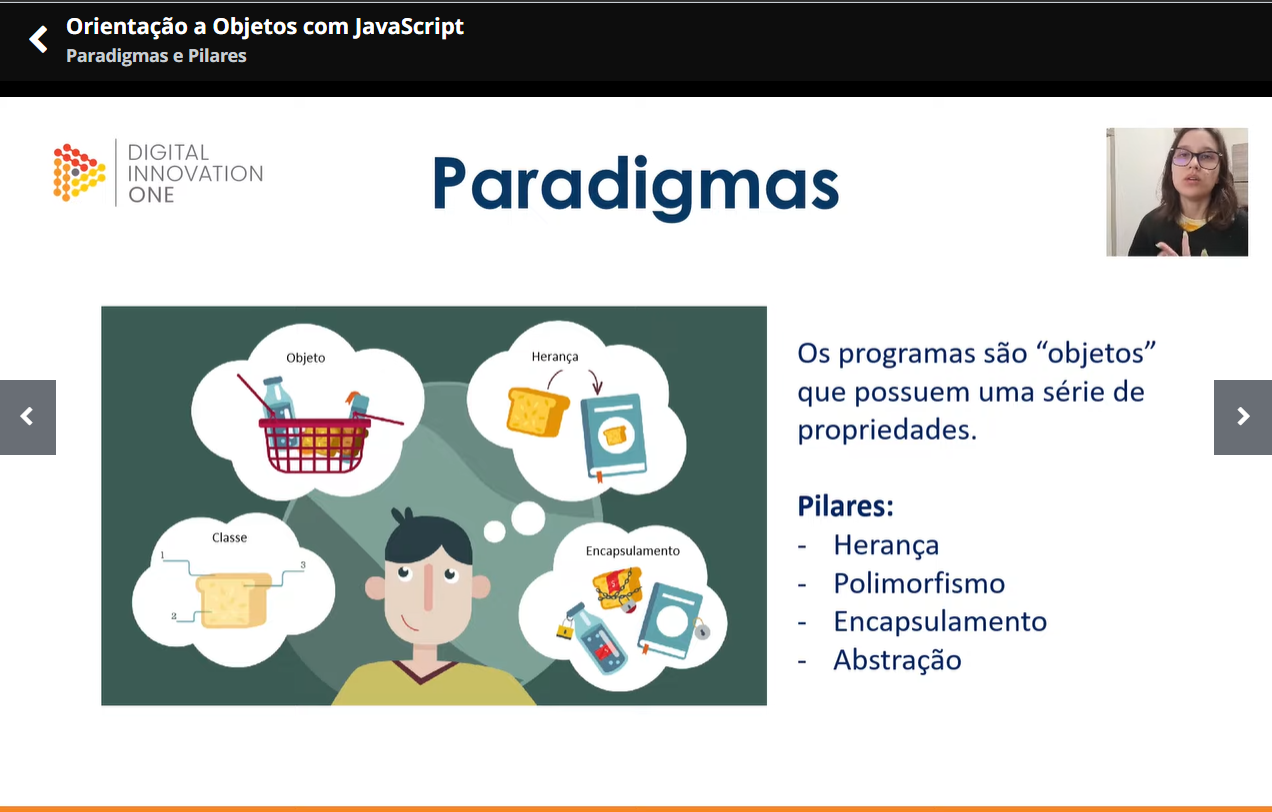 Orientação a Objetos com JavaScript
Paradigmas e Pilares
DIGITAL
INNOVATION
ONE
Paradigmas
Objeto
Herança
Classe
1
2
3
Encapsulamento
Os programas são “objetos”
que possuem uma série de
propriedades.
Pilares:
- Herança
- Polimorfismo
- Encapsulamento
- Abstração